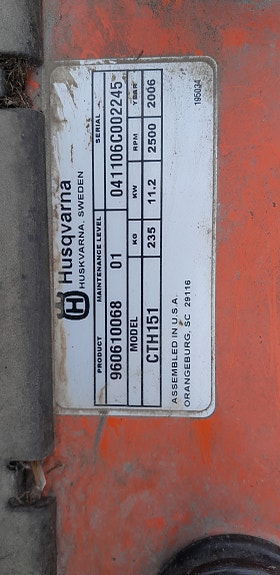 Husqvarna
HUSKVARNA, SWEDEN
PRODUCT MAINTENANCE LEVEL SERIAL
960610068 01 041106C002245
MODEL KG KW RPM YEAR
CTH151 235 11.2 2500 2006
ASSEMBLED IN U.S.A.
ORANGEBURG, SC 29116
195034